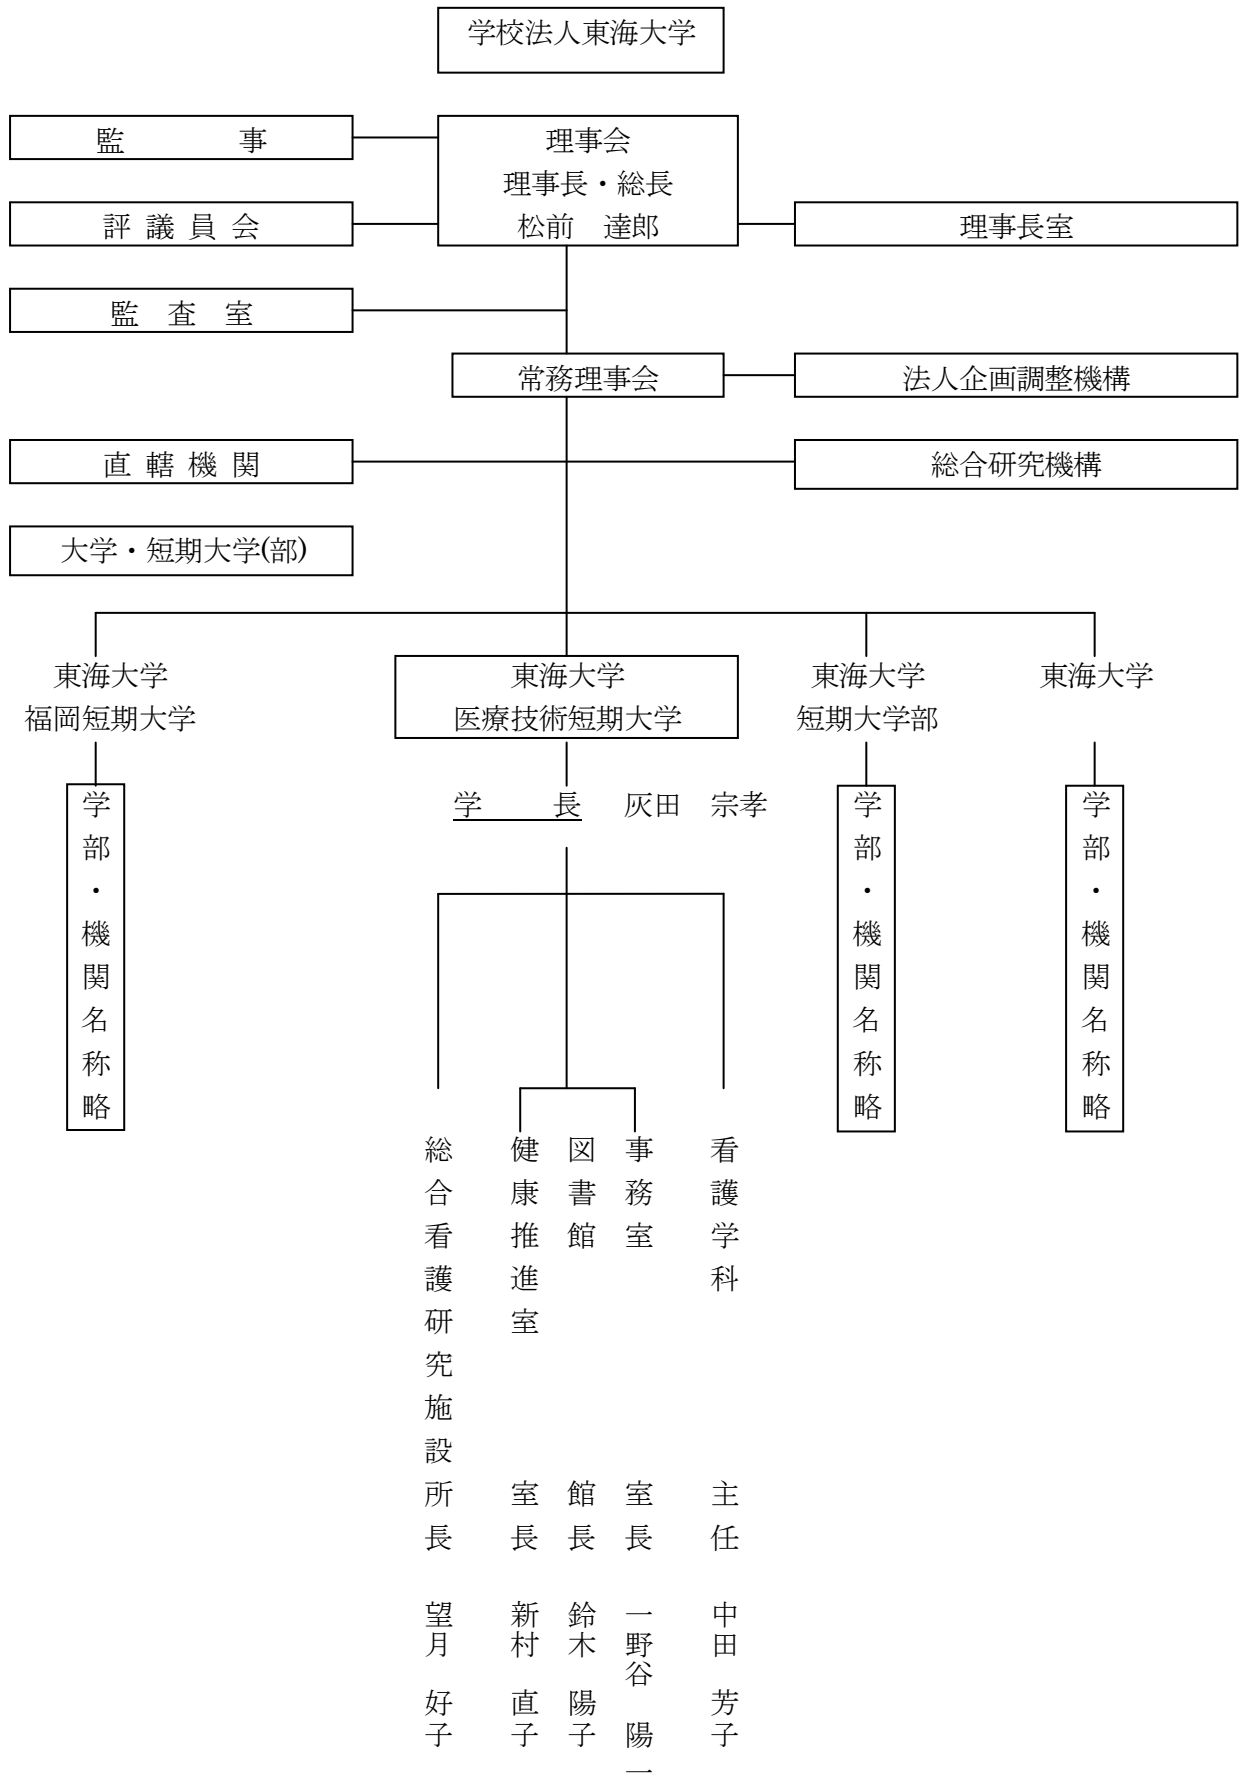 学校法人東海大学
監　　　　事
理事会
理事長・総長
松前　達郎
評 議 員 会
理事長室
監　査　室
常務理事会
法人企画調整機構
直 轄 機 関
総合研究機構
大学・短期大学(部)
東海大学
福岡短期大学
東海大学
医療技術短期大学
東海大学
短期大学部
東海大学
学部・機関名称略
学　　長　灰田　宗孝
学部・機関名称略
学部・機関名称略
総合看護研究施設　所長　望月　好子
健康推進室　室長　新村　直子
図書館　館長　鈴木　陽子
事務室　室長　一野谷　陽一
看護学科　主任　中田　芳子